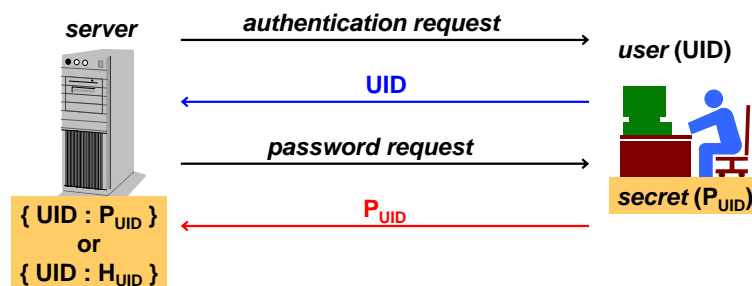 server
authentication request
user (UID)
UID
password request
secret (PUID)
PUID
{ UID : PUID }
or
{ UID : HUID }